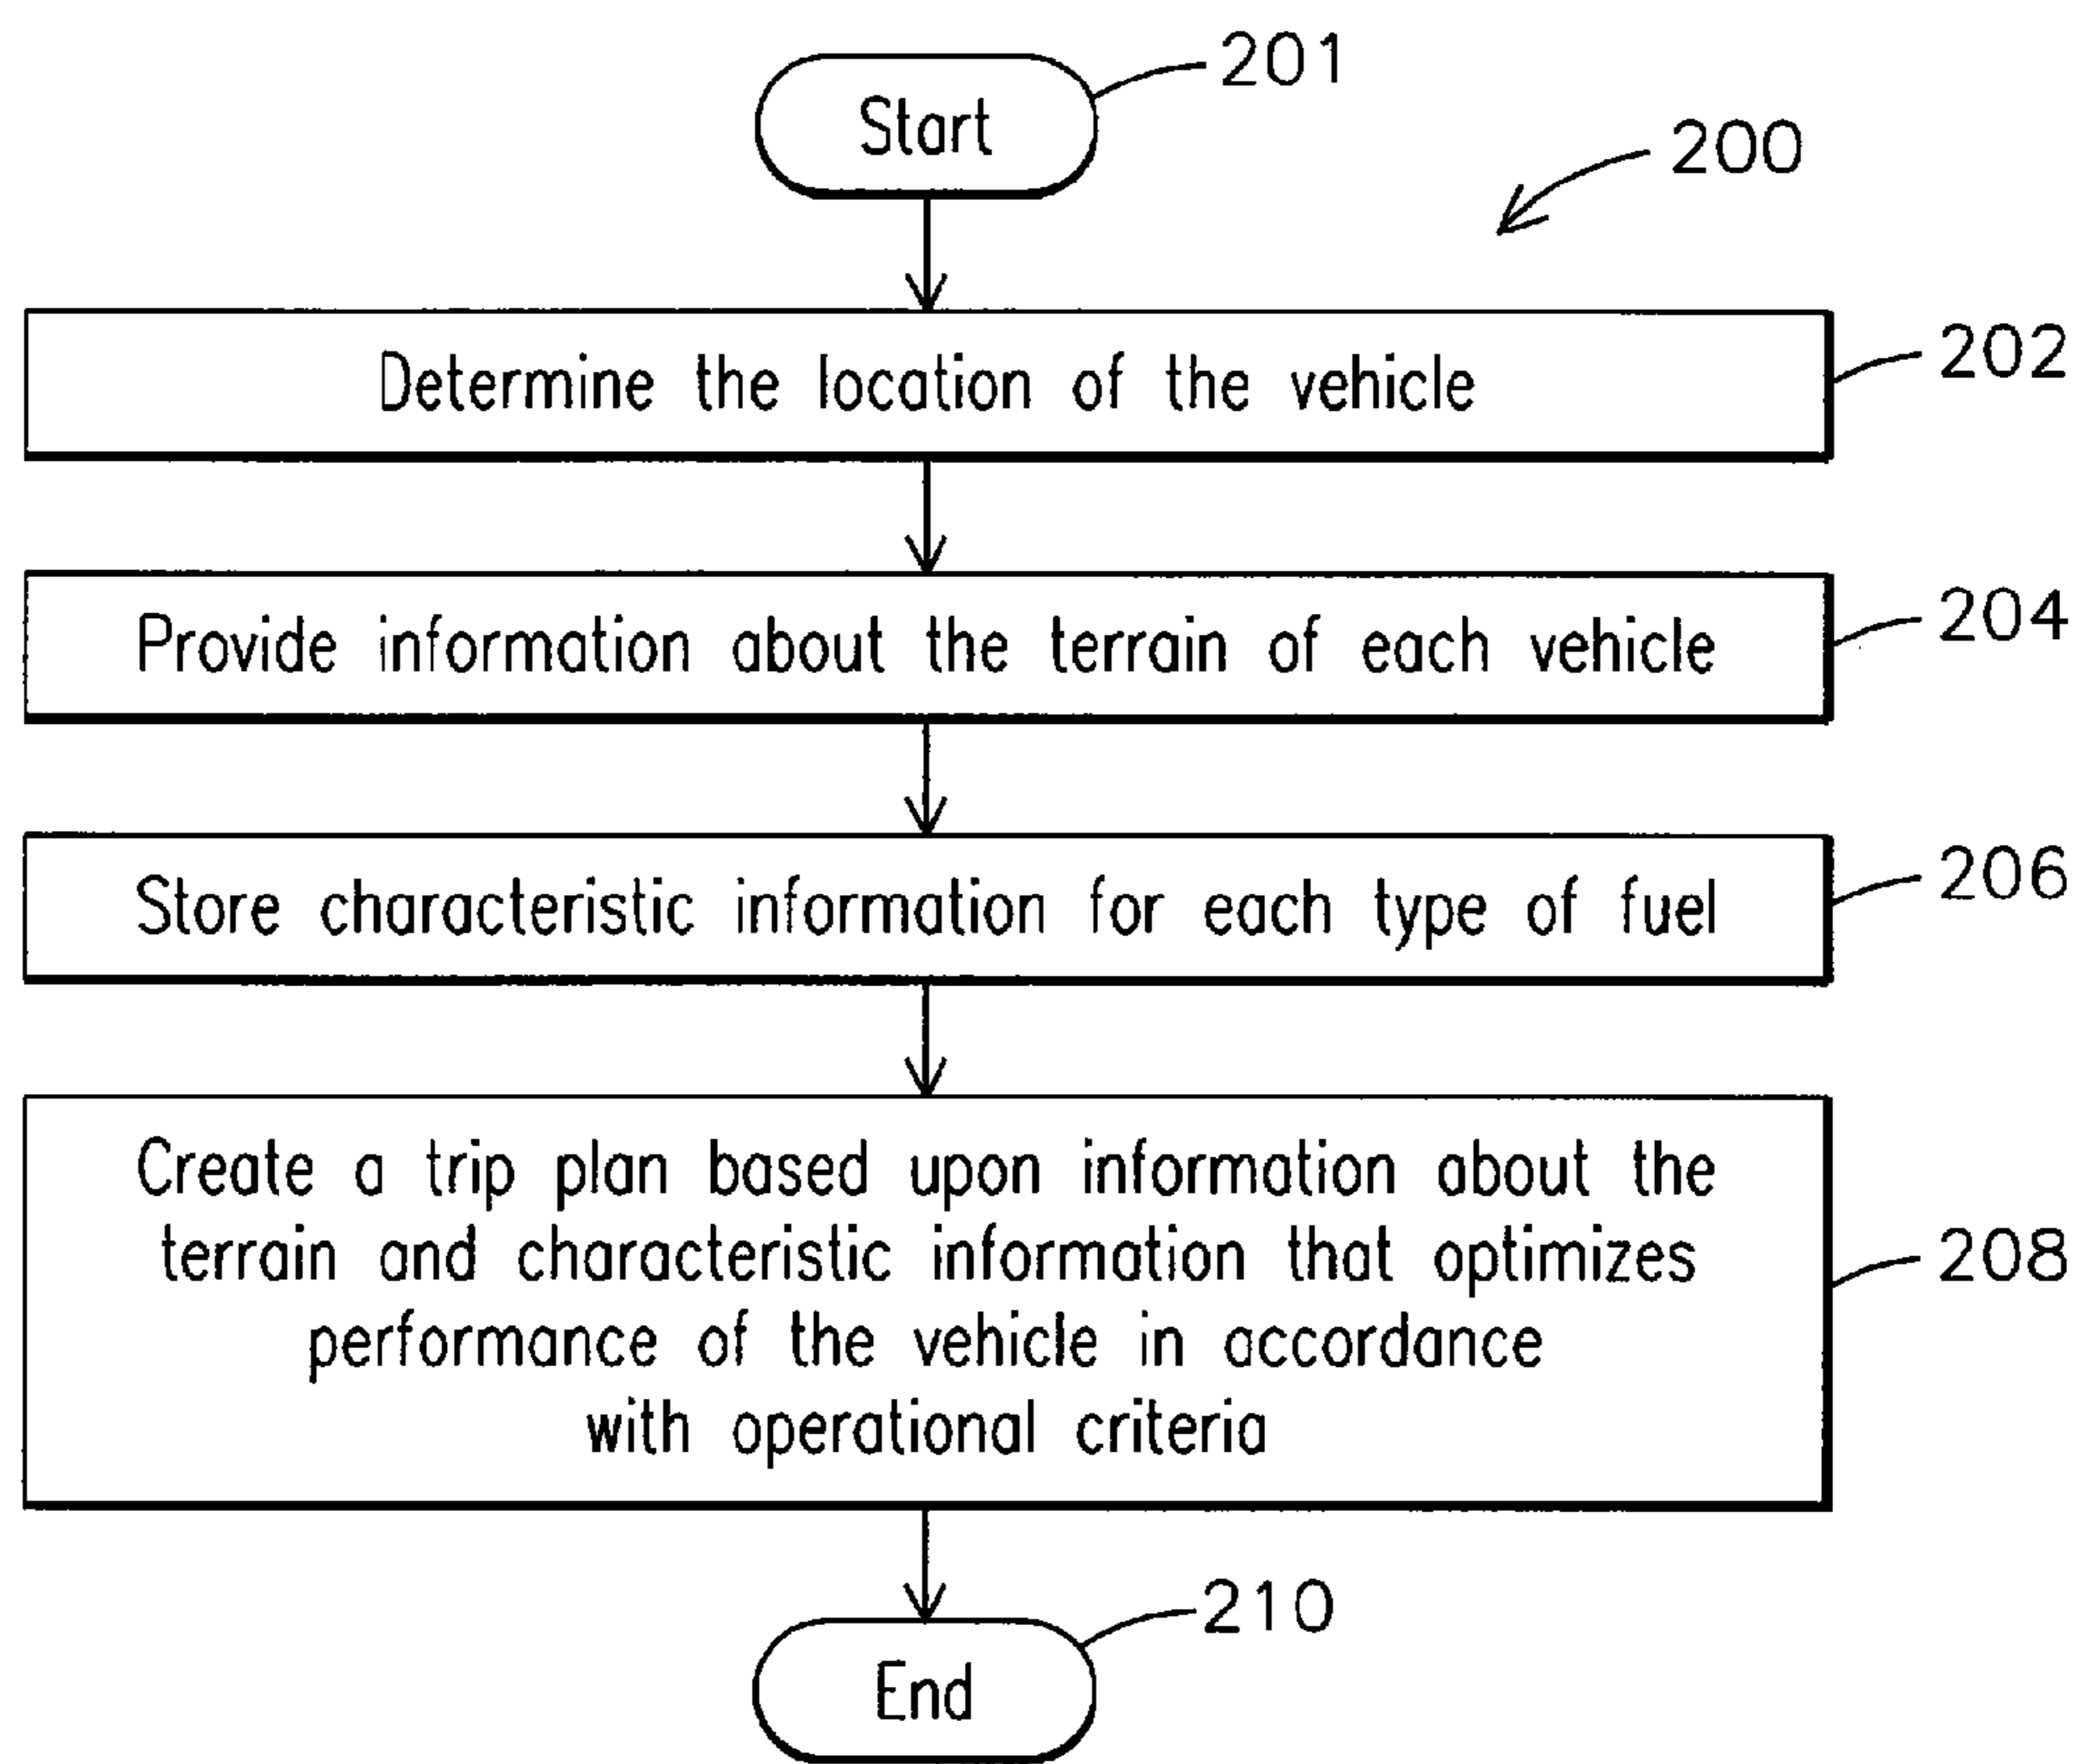 Start
201
200
Determine the location of the vehicle
202
Provide information about the terrain of each vehicle
204
Store characteristic information for each type of fuel
206
Create a trip plan based upon information about the
terrain and characteristic information that optimizes
performance of the vehicle in accordance
with operational criteria
208
End
210